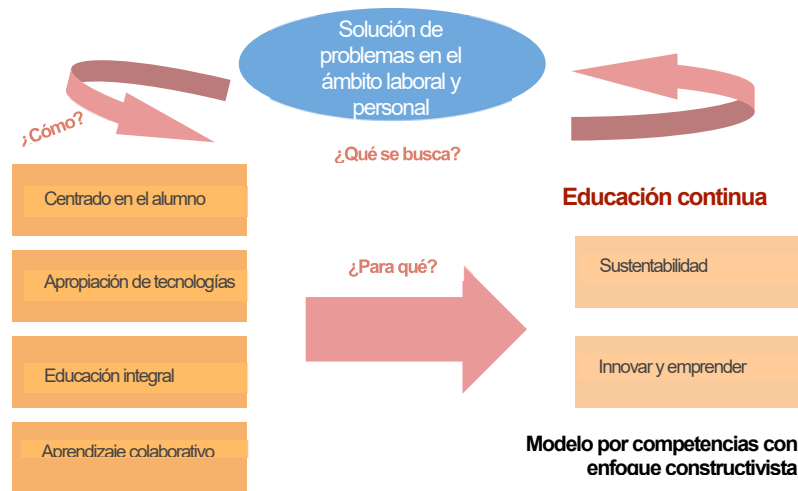 Solución de
problemas en el
ámbito laboral y
personal
¿Cómo?
¿Qué se busca?
Centrado en el alumno
Apropiación de tecnologías
Educación integral
Aprendizaje colaborativo
¿Para qué?
Educación continua
Sustentabilidad
Innovar y emprender
Modelo por competencias con
enfoque constructivista